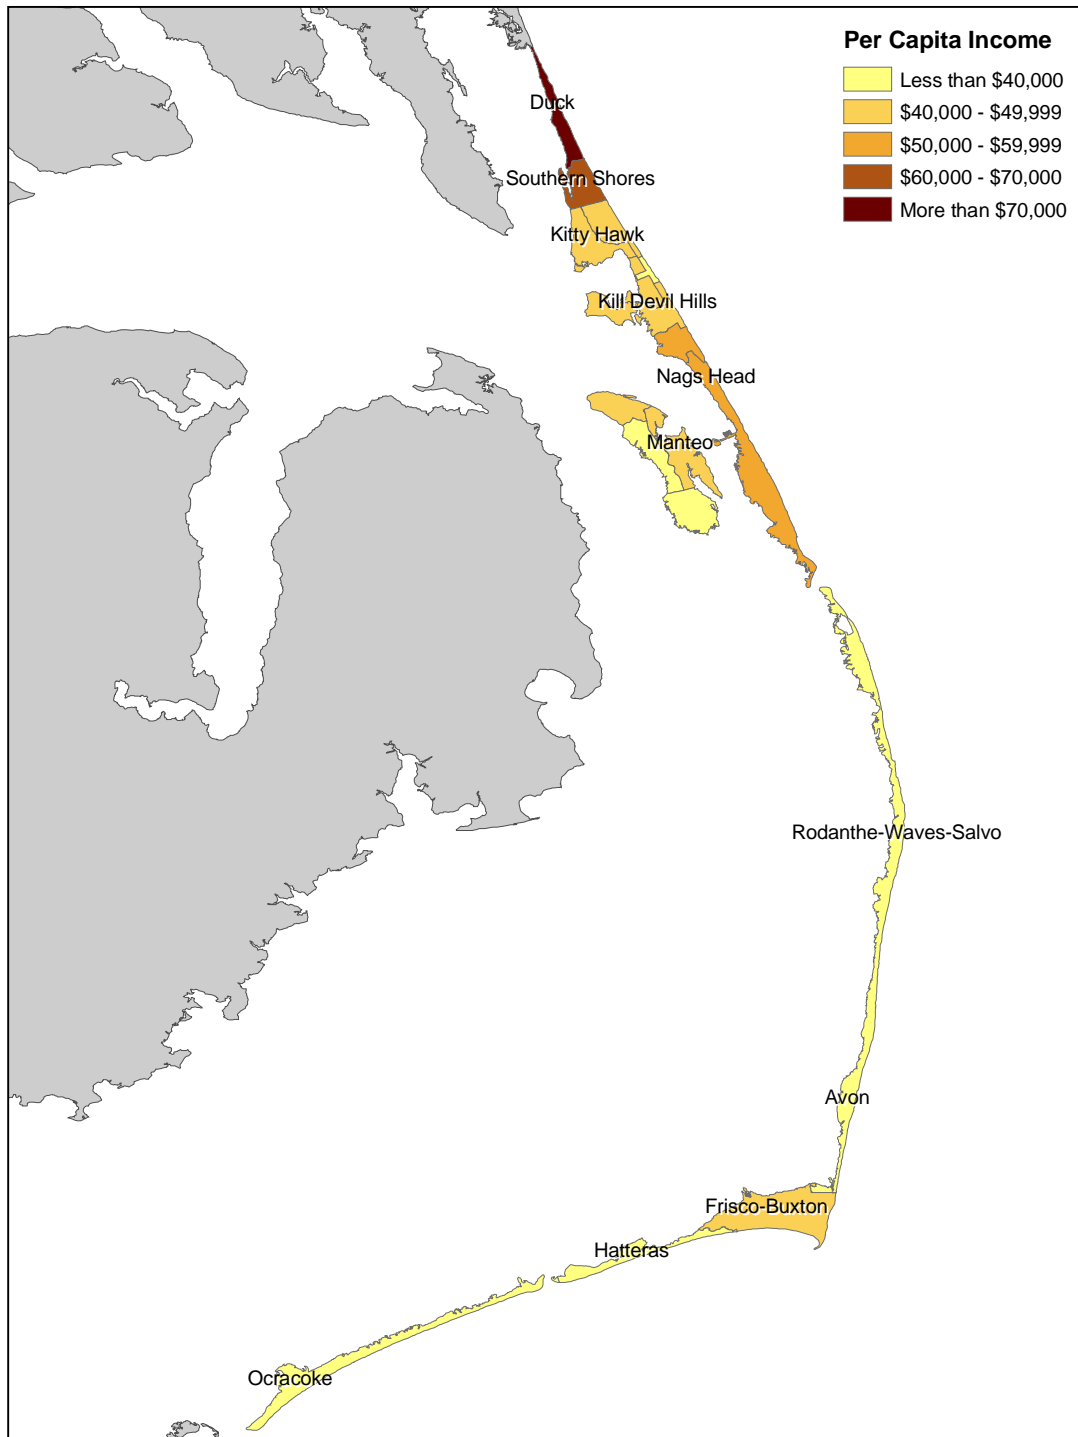 Per Capita Income
Less than $40,000
$40,000 - $49,999
$50,000 - $59,999
$60,000 - $70,000
More than $70,000
Duck
Southern Shores
Kitty Hawk
Kill Devil Hills
Nags Head
Manteo
Rodanthe-Waves-Salvo
Avon
Frisco-Buxton
Hatteras
Ocracoke